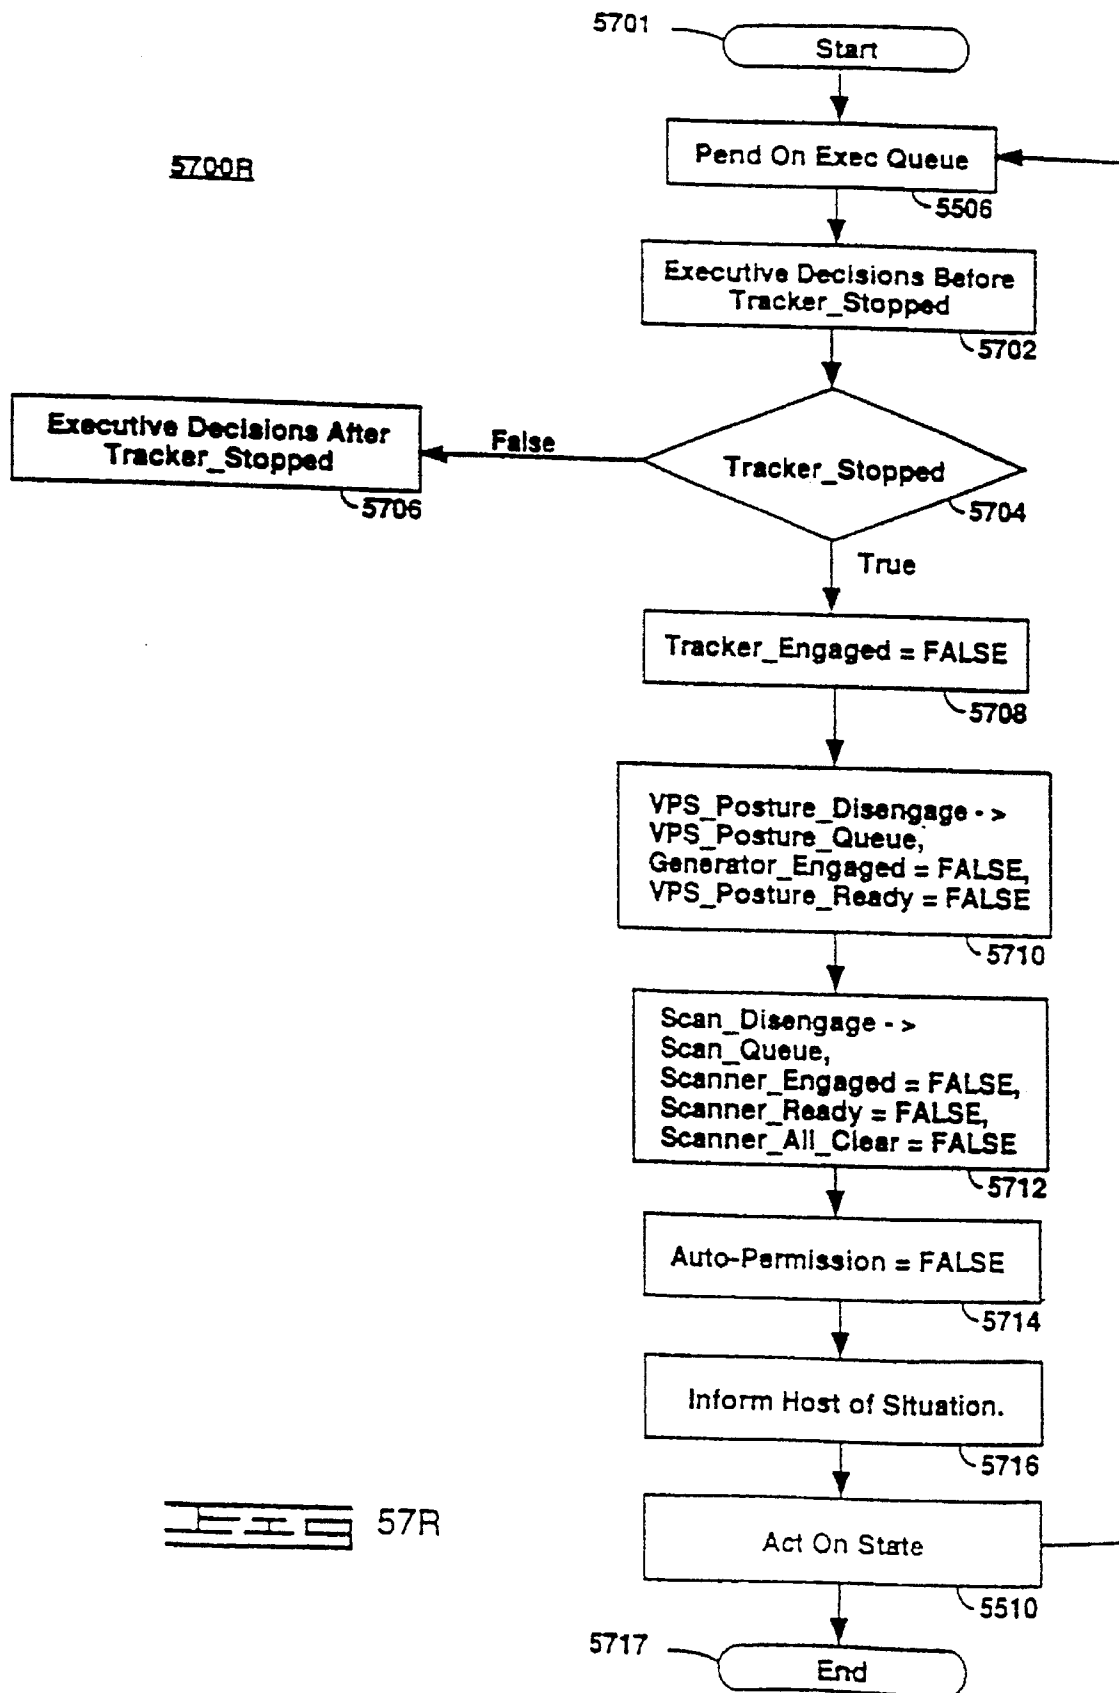 5701
Start
Pend On Exec Queue
5700R
5506
Executive Decisions Before
Tracker_Stopped
5702
Executive Decisions After
Tracker_Stopped
False
Tracker_Stopped
5706
5704
True
Tracker_Engaged = FALSE
5708
VPS_Posture_Disengage - >
VPS_Posture_Queue,
Generator_Engaged = FALSE,
VPS_Posture_Ready = FALSE
5710
Scan_Disengage - >
Scan_Queue,
Scanner_Engaged = FALSE,
Scanner_Ready = FALSE,
Scanner_All_Clear = FALSE
5712
Auto-Permission = FALSE
5714
Inform Host of Situation.
5716
FIG 57R
Act On State
5510
5717
End